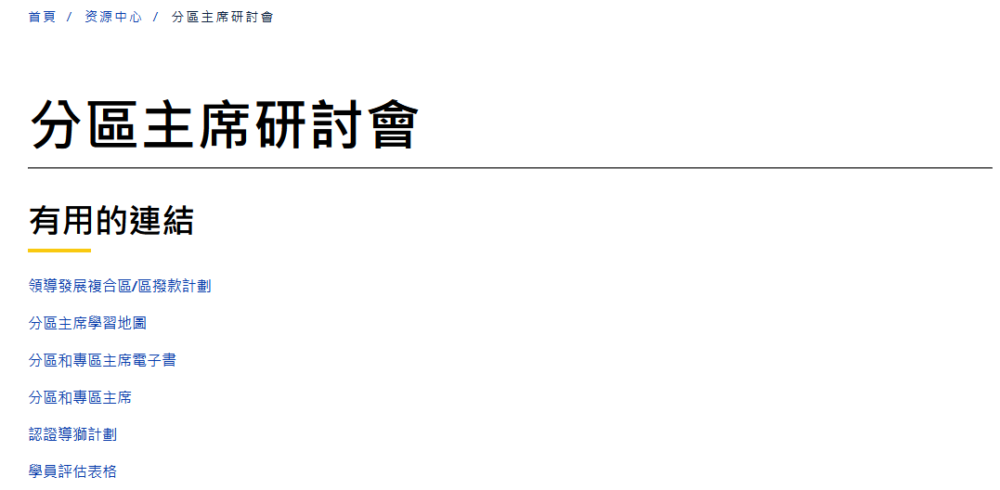 首頁 / 资源中心 / 分區主席研討會
分區主席研討會
有用的連結
領導發展複合區/區撥款計劃
分區主席學習地圖
分區和專區主席電子書
分區和專區主席
認證導獅計劃
學員評估表格